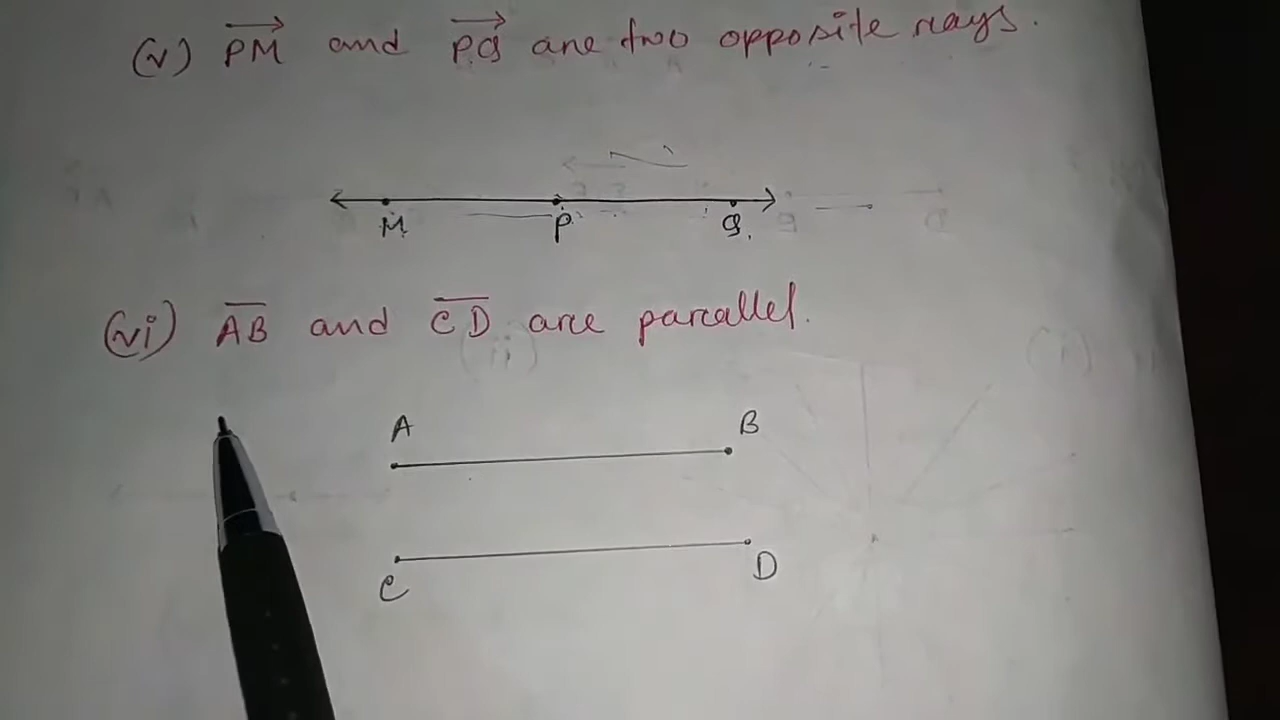 (v) PM and PQ are two opposite rays.
M P Q
(vi) AB and CD are parallel.
A B
C D